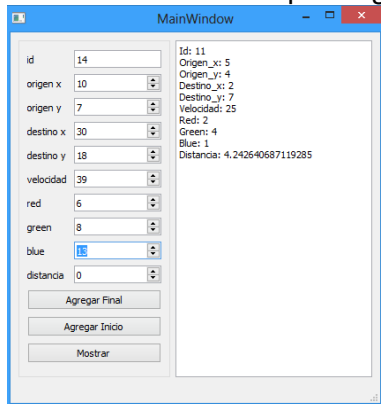 MainWindow
id 14
origen x 10
origen y 7
destino x 30
destino y 18
velocidad 39
red 6
green 8
blue 13
distancia 0
Agregar Final
Agregar Inicio
Mostrar
Id: 11
Origen_x: 5
Origen_y: 4
Destino_x: 2
Destino_y: 7
Velocidad: 25
Red: 2
Green: 4
Blue: 1
Distancia: 4.242640687119285